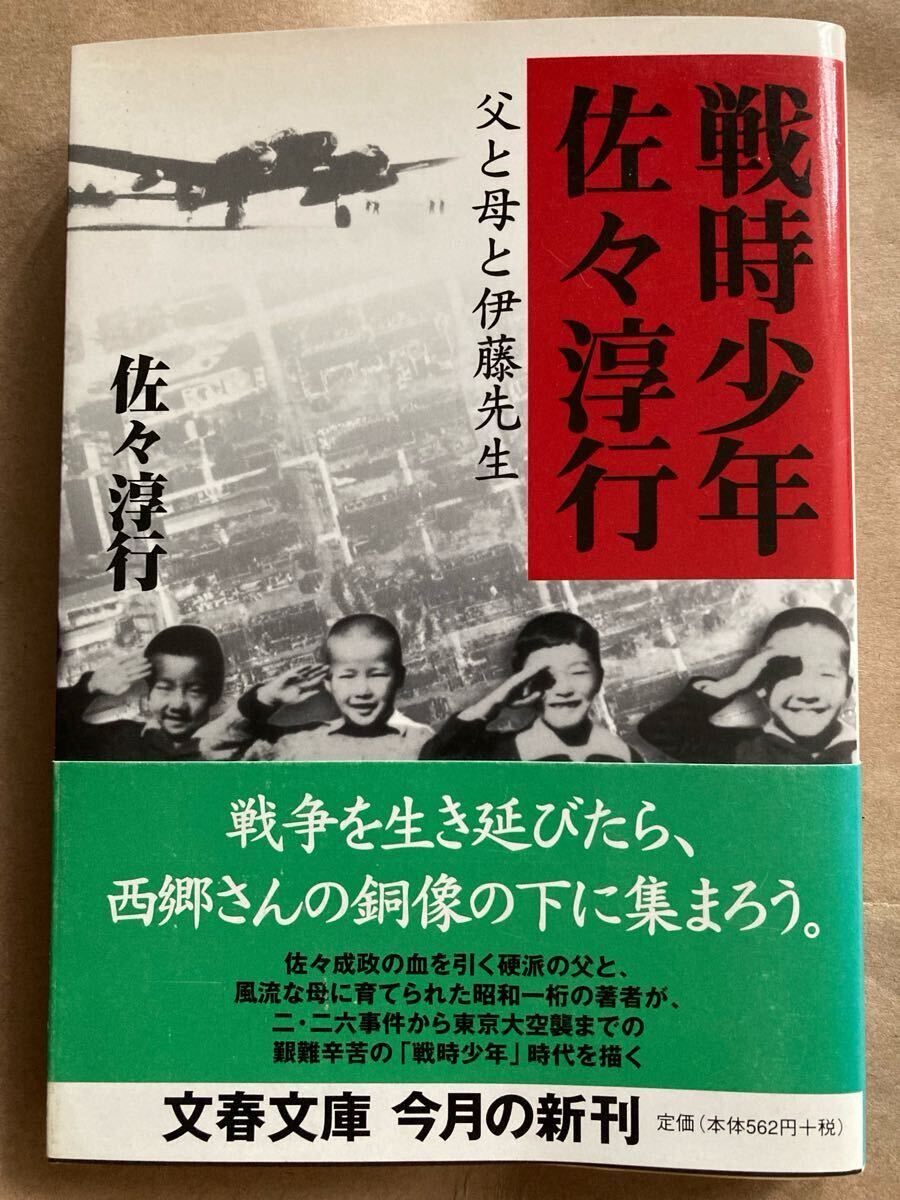 戦時少年
佐々淳行
父と母と伊藤先生
佐々淳行
戦争を生き延びたら、
西郷さんの銅像の下に集まろう。
佐々成政の血を引く硬派の父と、
風流な母に育てられた昭和一桁の著者が、
二・二六事件から東京大空襲までの
艱難辛苦の「戦時少年」時代を描く
文春文庫 今月の新刊 定価(本体562円+税)